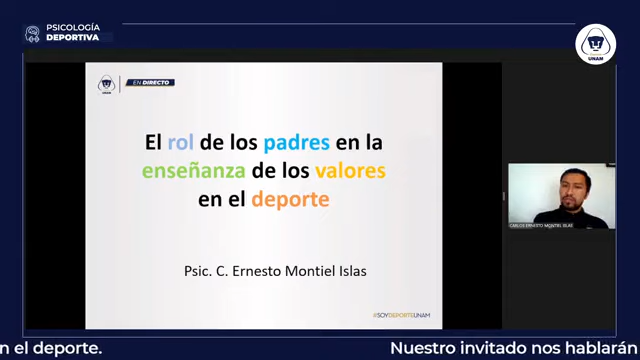 PSICOLOGÍA
DEPORTIVA
UNAM
UNAM
EN DIRECTO
El rol de los padres en la
enseñanza de los valores
en el deporte
Psic. C. Ernesto Montiel Islas
#SOYDEPORTEUNAM
CARLOS ERNESTO MONTIEL ISLAS
n el deporte.
Nuestro invitado nos hablarán